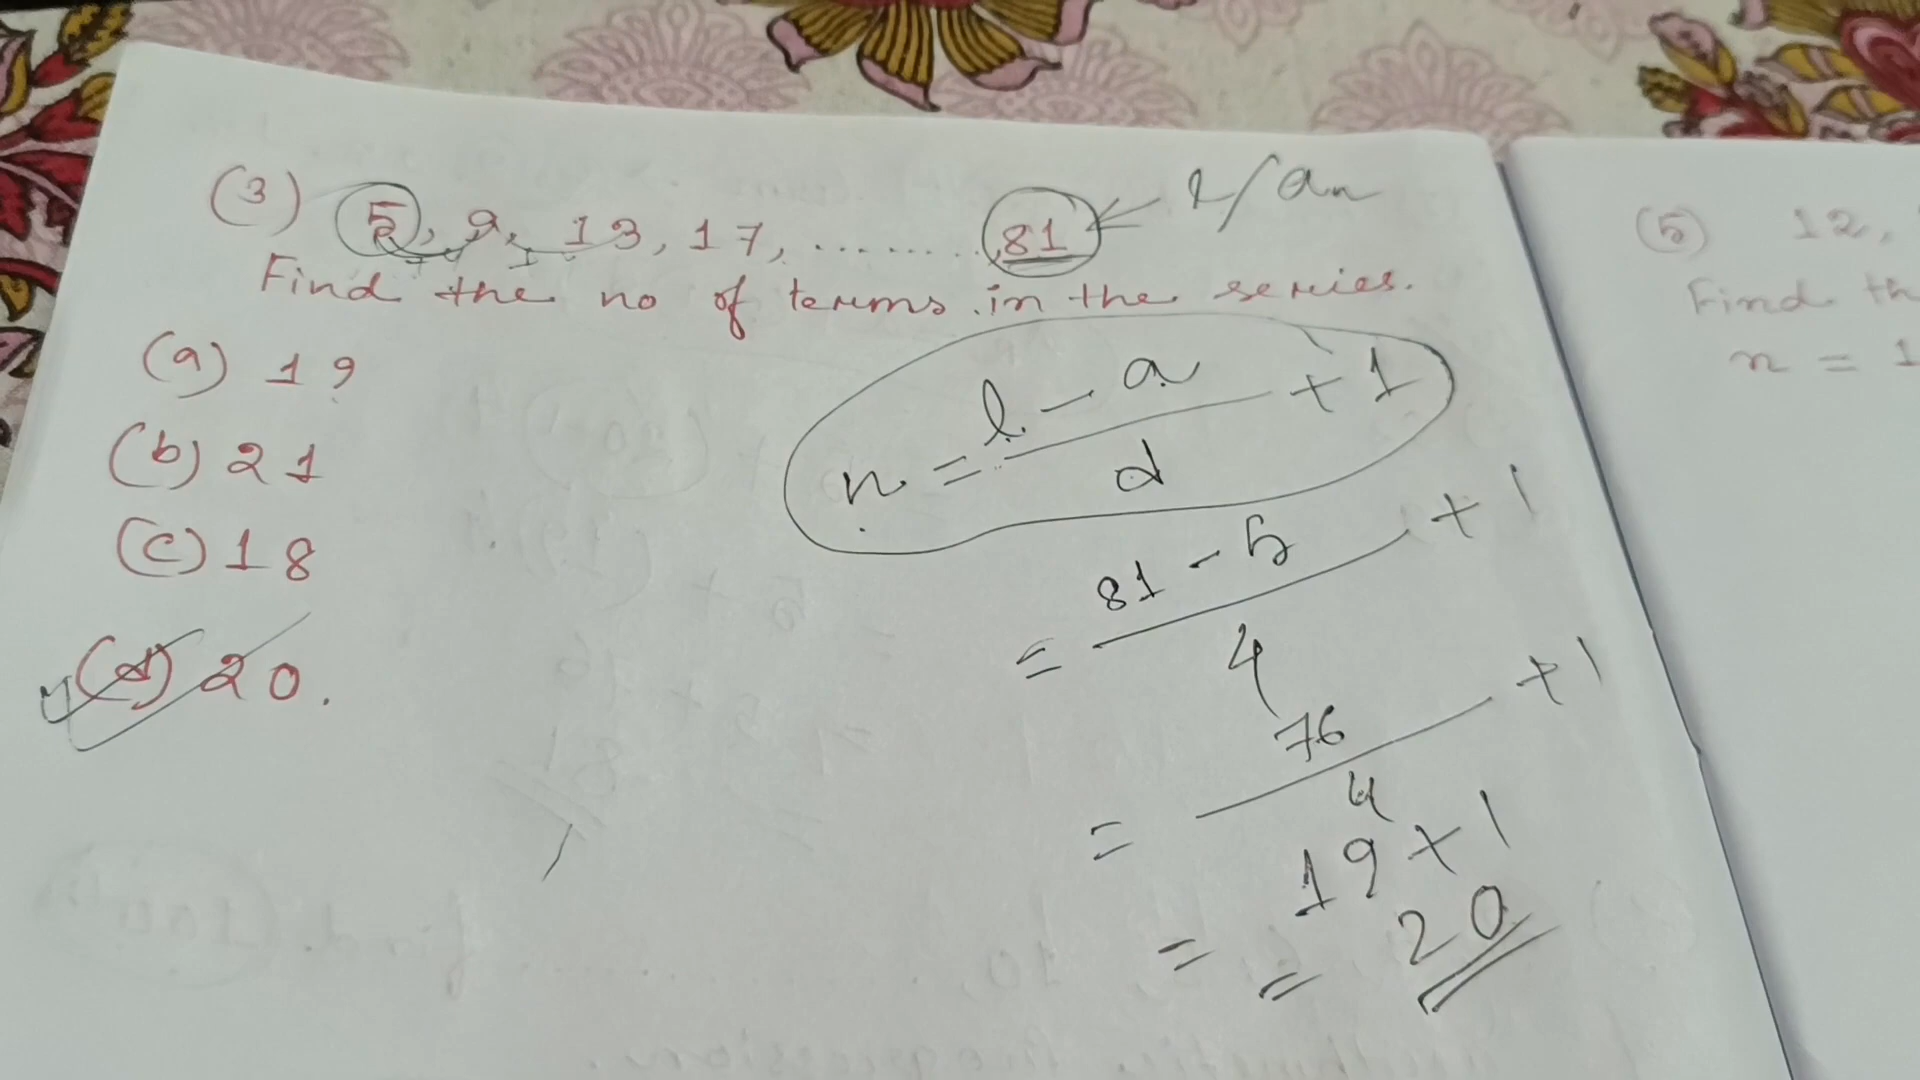 (3) 5, 9, 13, 17, ........, 81 ← l/an
Find the no of terms in the series.
(a) 19
(b) 21
(c) 18
(d) 20.
n = l - a / d + 1
= 81 - 5 / 4 + 1
= 76 / 4 + 1
= 19 + 1
= 20
(5) 12,
Find th
n = 1